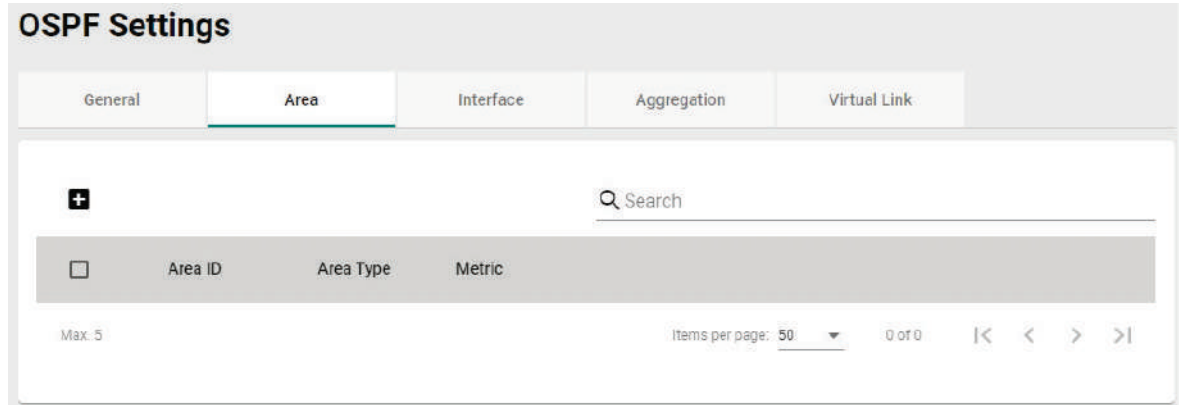 OSPF Settings
General Area Interface Aggregation Virtual Link
Search
Area ID Area Type Metric
Max. 5 Items per page: 50 0 of 0